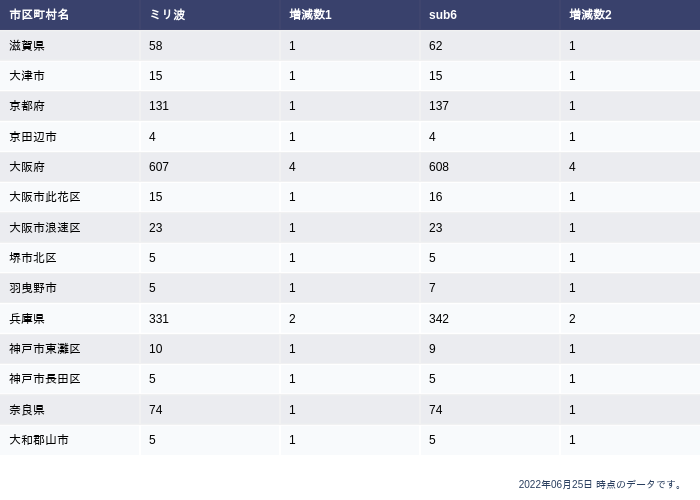 市区町村名 ミリ波 増減数1 sub6 増減数2
滋賀県 58 1 62 1
大津市 15 1 15 1
京都府 131 1 137 1
京田辺市 4 1 4 1
大阪府 607 4 608 4
大阪市此花区 15 1 16 1
大阪市浪速区 23 1 23 1
堺市北区 5 1 5 1
羽曳野市 5 1 7 1
兵庫県 331 2 342 2
神戸市東灘区 10 1 9 1
神戸市長田区 5 1 5 1
奈良県 74 1 74 1
大和郡山市 5 1 5 1
2022年06月25日 時点のデータです。